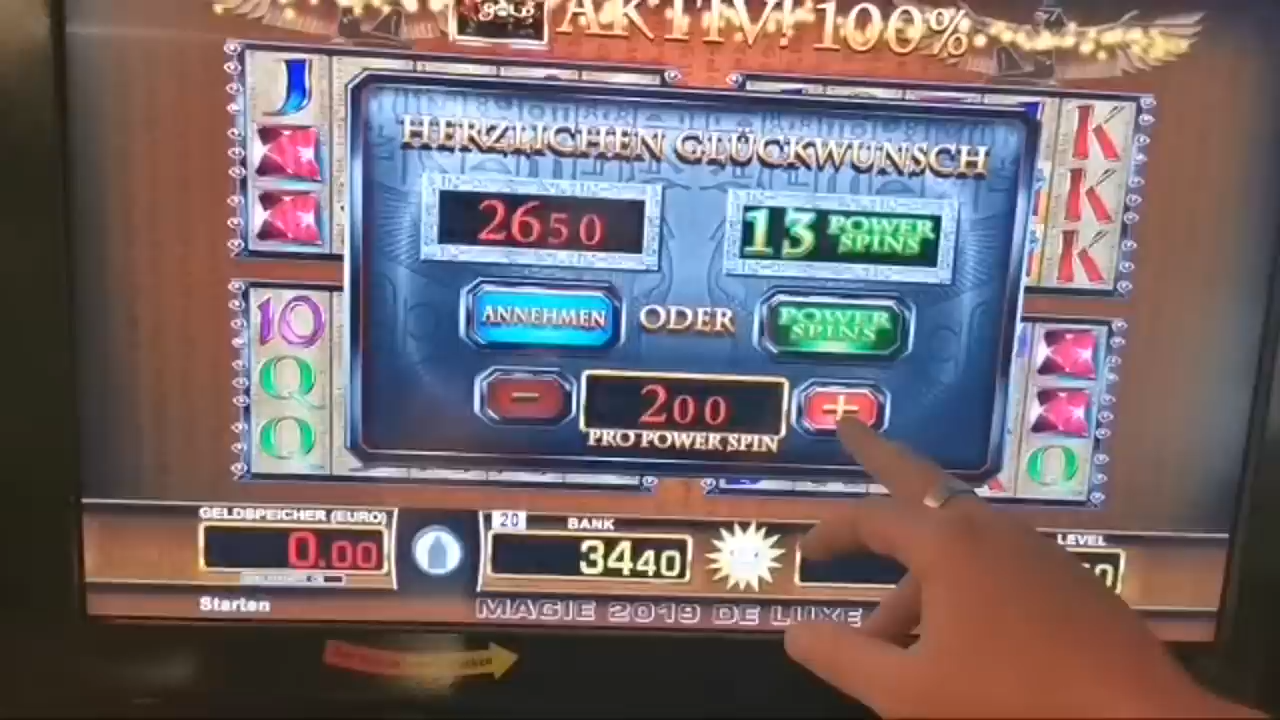 AKTIV! 100%
J
K
K
K
HERZLICHEN GLÜCKWUNSCH
2650
13 POWER SPINS
ANNEHMEN ODER POWER SPINS
10
Q
Q
Q
- 200 +
PRO POWER SPIN
GELDSPEICHER (EURO)
20 BANK
LEVEL
0.00
3440
Starten
MAGIE 2019 DE LUXE